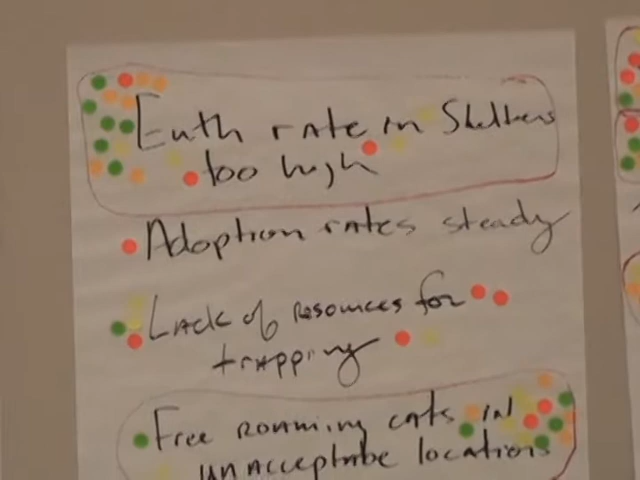 Euth rate in Shelters
too high
Adoption rates steady
Lack of resources for
trapping
Free roaming cats in
unacceptabe locations